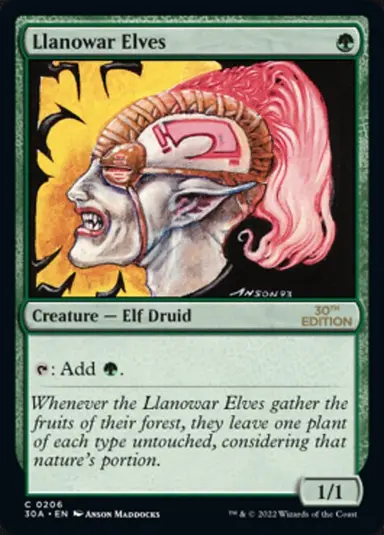 Llanowar Elves
ANSON93
Creature — Elf Druid
30TH
EDITION
: Add .
Whenever the Llanowar Elves gather the
fruits of their forest, they leave one plant
of each type untouched, considering that
nature's portion.
1/1
C 0206
30A • EN Anson Maddocks
™ & © 2022 Wizards of the Coast